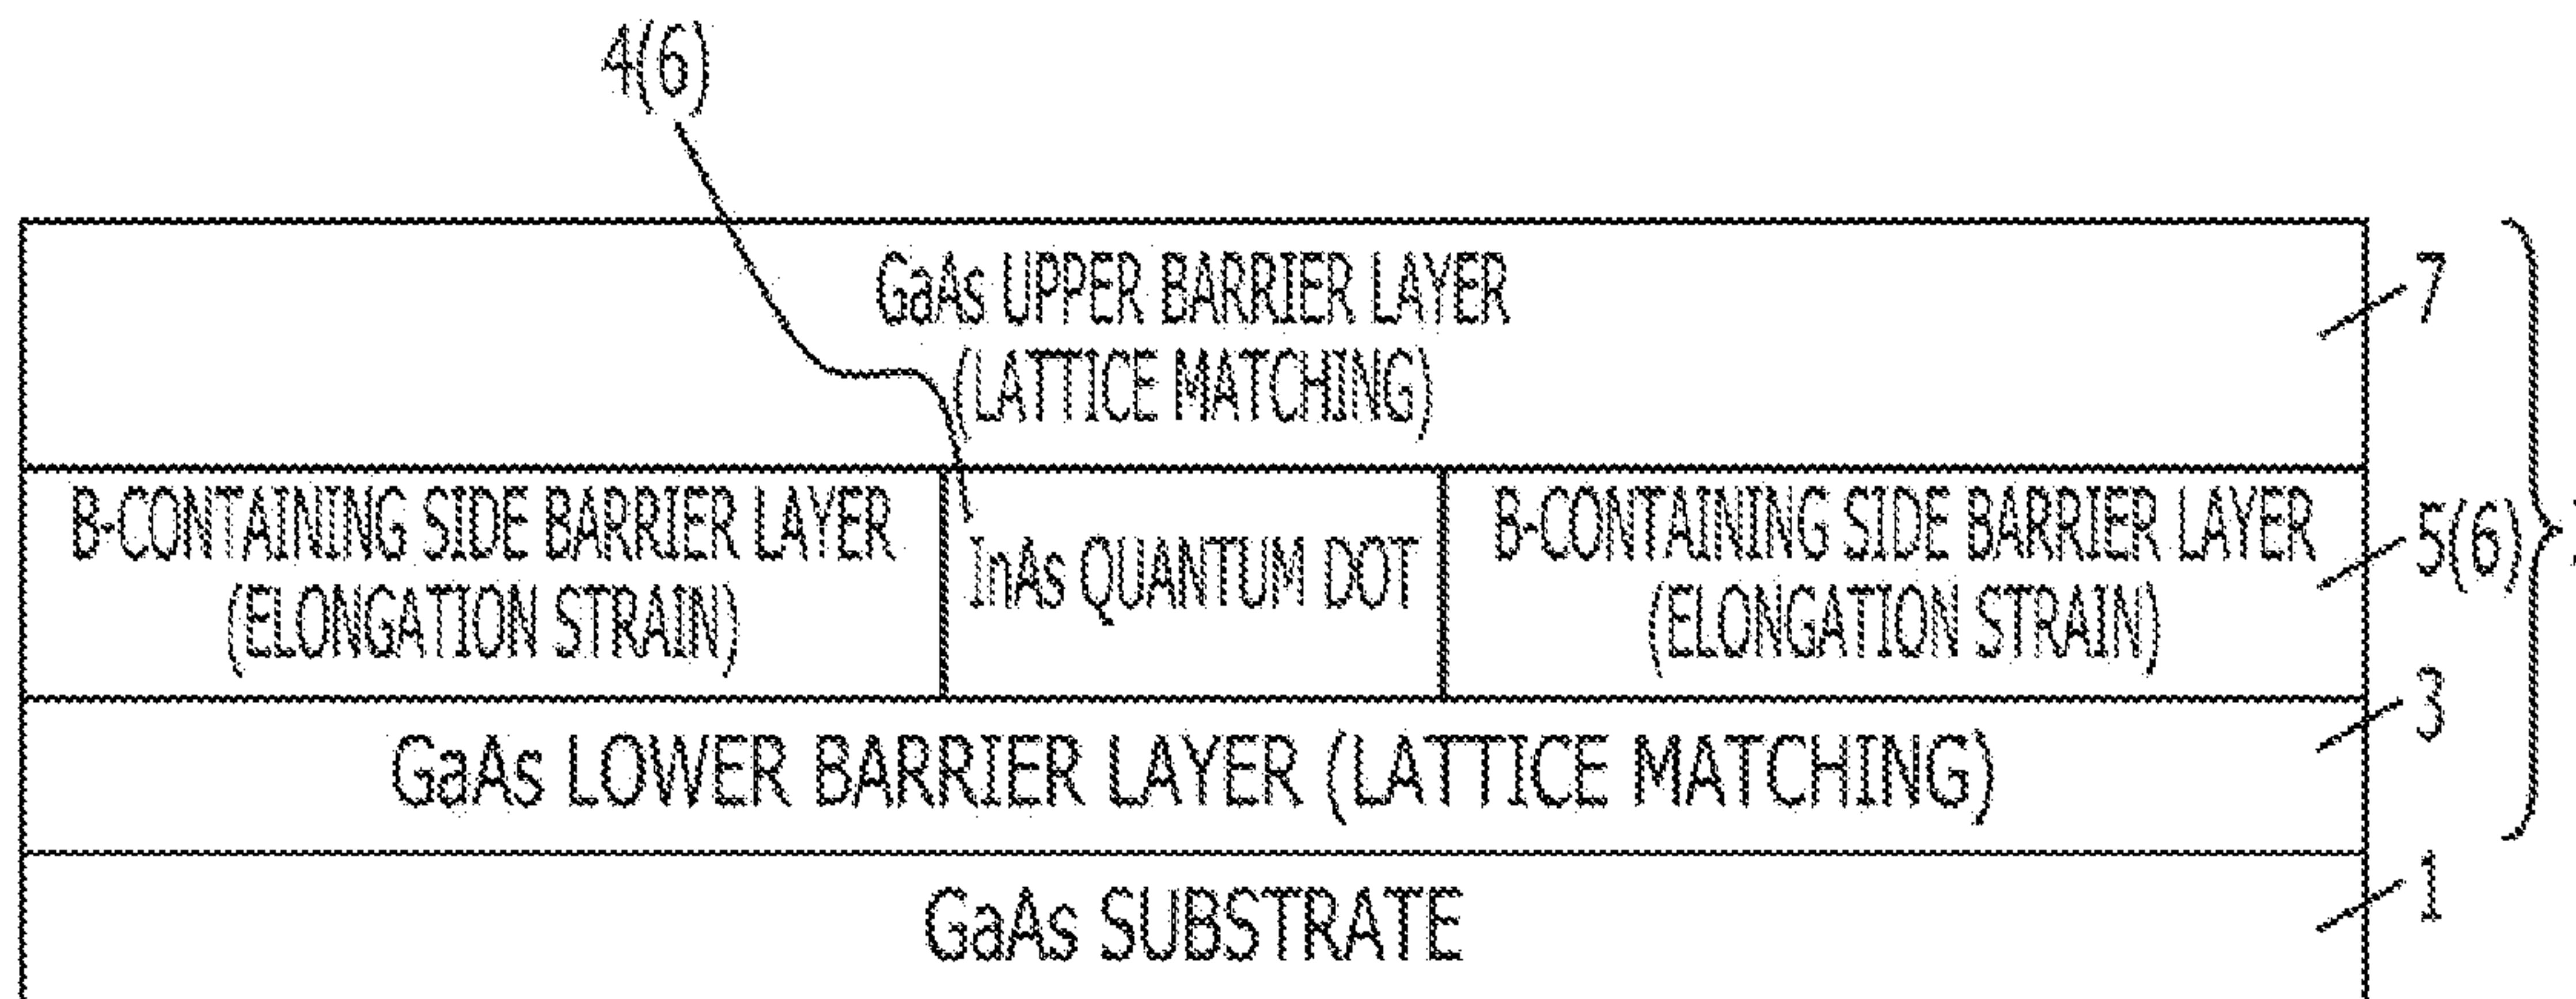 4(6)
GaAs UPPER BARRIER LAYER
(LATTICE MATCHING)
7
B-CONTAINING SIDE BARRIER LAYER
(ELONGATION STRAIN)
InAs QUANTUM DOT
B-CONTAINING SIDE BARRIER LAYER
(ELONGATION STRAIN)
5(6)
GaAs LOWER BARRIER LAYER (LATTICE MATCHING)
3
GaAs SUBSTRATE
1